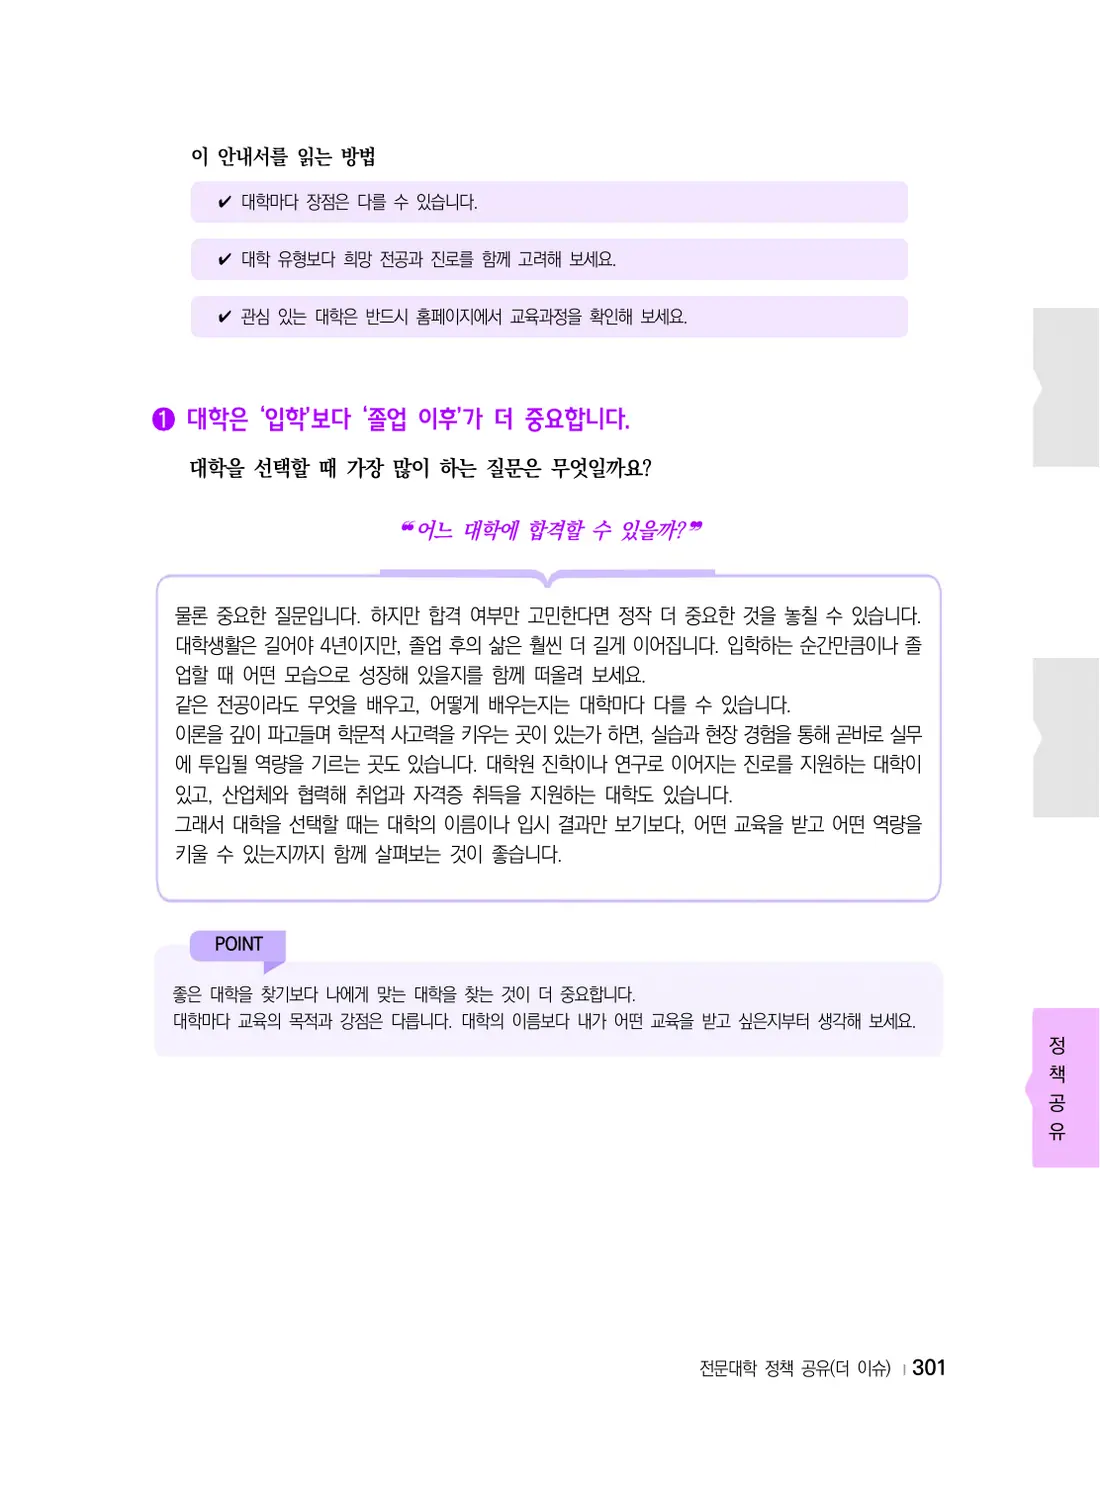 이 안내서를 읽는 방법
✔ 대학마다 장점은 다를 수 있습니다.
✔ 대학 유형보다 희망 전공과 진로를 함께 고려해 보세요.
✔ 관심 있는 대학은 반드시 홈페이지에서 교육과정을 확인해 보세요.
❶ 대학은 ‘입학’보다 ‘졸업 이후’가 더 중요합니다.
대학을 선택할 때 가장 많이 하는 질문은 무엇일까요?
❝어느 대학에 합격할 수 있을까?❞
물론 중요한 질문입니다. 하지만 합격 여부만 고민한다면 정작 더 중요한 것을 놓칠 수 있습니다.
대학생활은 길어야 4년이지만, 졸업 후의 삶은 훨씬 더 길게 이어집니다. 입학하는 순간만큼이나 졸
업할 때 어떤 모습으로 성장해 있을지를 함께 떠올려 보세요.
같은 전공이라도 무엇을 배우고, 어떻게 배우는지는 대학마다 다를 수 있습니다.
이론을 깊이 파고들며 학문적 사고력을 키우는 곳이 있는가 하면, 실습과 현장 경험을 통해 곧바로 실무
에 투입될 역량을 기르는 곳도 있습니다. 대학원 진학이나 연구로 이어지는 진로를 지원하는 대학이
있고, 산업체와 협력해 취업과 자격증 취득을 지원하는 대학도 있습니다.
그래서 대학을 선택할 때는 대학의 이름이나 입시 결과만 보기보다, 어떤 교육을 받고 어떤 역량을
키울 수 있는지까지 함께 살펴보는 것이 좋습니다.
POINT
좋은 대학을 찾기보다 나에게 맞는 대학을 찾는 것이 더 중요합니다.
대학마다 교육의 목적과 강점은 다릅니다. 대학의 이름보다 내가 어떤 교육을 받고 싶은지부터 생각해 보세요.
정
책
공
유
전문대학 정책 공유(더 이슈) | 301